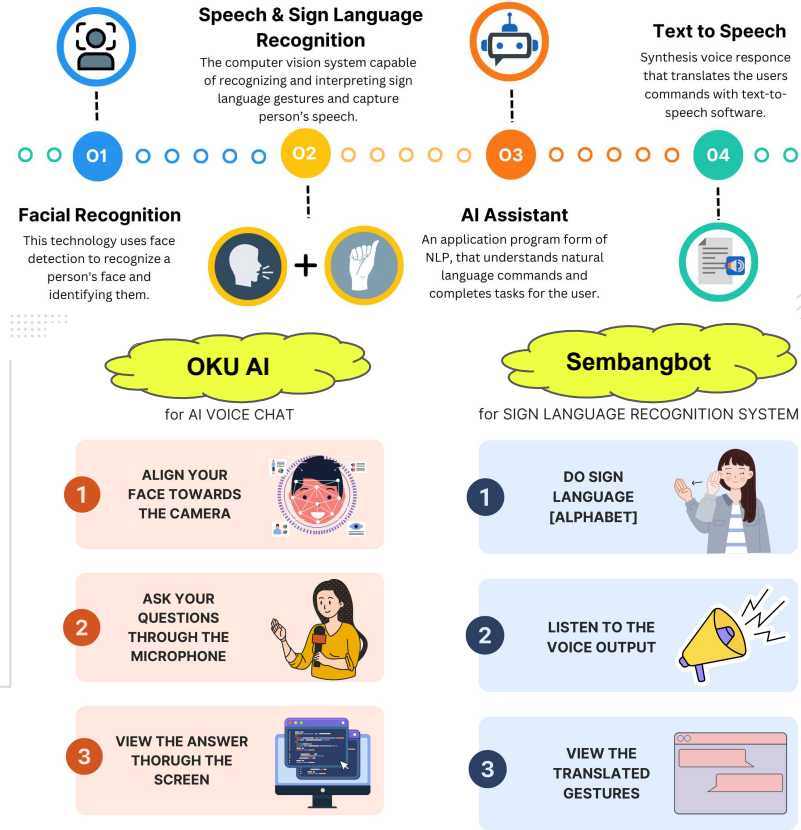 Speech & Sign Language
Recognition
The computer vision system capable
of recognizing and interpreting sign
language gestures and capture
person's speech.
Text to Speech
Synthesis voice responce
that translates the users
commands with text-to-
speech software.
01
02
03
04
Facial Recognition
This technology uses face
detection to recognize a
person's face and
identifying them.
AI Assistant
An application program form of
NLP, that understands natural
language commands and
completes tasks for the user.
OKU AI
for AI VOICE CHAT
1
ALIGN YOUR
FACE TOWARDS
THE CAMERA
2
ASK YOUR
QUESTIONS
THROUGH THE
MICROPHONE
3
VIEW THE ANSWER
THORUGH THE
SCREEN
Sembangbot
for SIGN LANGUAGE RECOGNITION SYSTEM
1
DO SIGN
LANGUAGE
[ALPHABET]
2
LISTEN TO THE
VOICE OUTPUT
3
VIEW THE
TRANSLATED
GESTURES